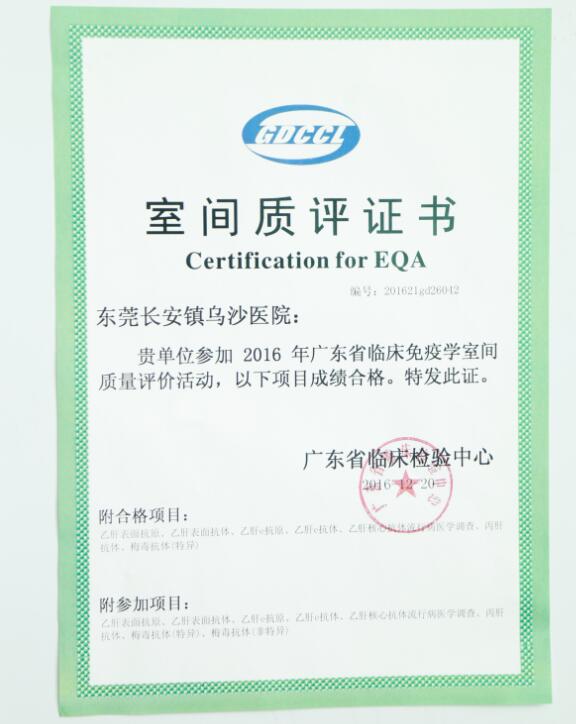 GDCCL
室间质评证书
Certification for EQA
编号：201621gd26042
东莞长安镇乌沙医院：
贵单位参加 2016 年广东省临床免疫学室间
质量评价活动，以下项目成绩合格。特发此证。
广东省临床检验中心
2016-12-20
附合格项目：
乙肝表面抗原、乙肝表面抗体、乙肝e抗原、乙肝e抗体、乙肝核心抗体流行病医学调查、丙肝
抗体、梅毒抗体(特异)
附参加项目：
乙肝表面抗原、乙肝表面抗体、乙肝e抗原、乙肝e抗体、乙肝核心抗体流行病医学调查、丙肝
抗体、梅毒抗体(特异)、梅毒抗体(非特异)